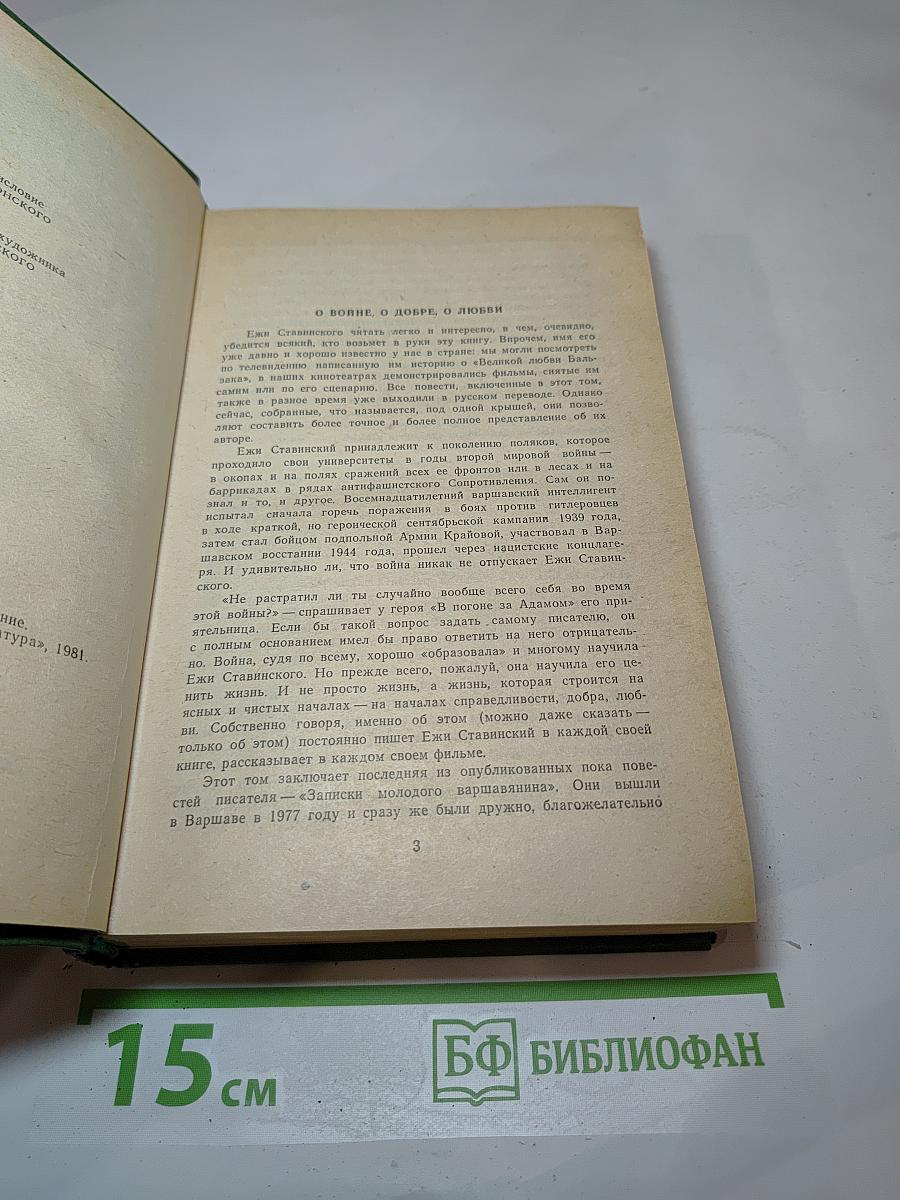 исловие
онского
художника
ского
ние.
атура», 1981.
О ВОЙНЕ, О ДОБРЕ, О ЛЮБВИ
Ежи Ставинского читать легко и интересно, в чем, очевидно,
убедится всякий, кто возьмет в руки эту книгу. Впрочем, имя его
уже давно и хорошо известно у нас в стране: мы могли посмотреть
по телевидению написанную им историю о «Великой любви Баль-
зака», в наших кинотеатрах демонстрировались фильмы, снятые им
самим или по его сценарию. Все повести, включенные в этот том,
также в разное время уже выходили в русском переводе. Однако
сейчас, собранные, что называется, под одной крышей, они позво-
ляют составить более точное и более полное представление об их
авторе.
Ежи Ставинский принадлежит к поколению поляков, которое
проходило свои университеты в годы второй мировой войны —
в окопах и на полях сражений всех ее фронтов или в лесах и на
баррикадах в рядах антифашистского Сопротивления. Сам он по-
знал и то, и другое. Восемнадцатилетний варшавский интеллигент
испытал сначала горечь поражения в боях против гитлеровцев
в ходе краткой, но героической сентябрьской кампании 1939 года,
затем стал бойцом подпольной Армии Крайовой, участвовал в Вар-
шавском восстании 1944 года, прошел через нацистские концлаге-
ря. И удивительно ли, что война никак не отпускает Ежи Ставин-
ского.
«Не растратил ли ты случайно вообще всего себя во время
этой войны?» — спрашивает у героя «В погоне за Адамом» его при-
ятельница. Если бы такой вопрос задать самому писателю, он
с полным основанием имел бы право ответить на него отрицатель-
но. Война, судя по всему, хорошо «образовала» и многому научила
Ежи Ставинского. Но прежде всего, пожалуй, она научила его це-
нить жизнь. И не просто жизнь, а жизнь, которая строится на
ясных и чистых началах — на началах справедливости, добра, люб-
ви. Собственно говоря, именно об этом (можно даже сказать —
только об этом) постоянно пишет Ежи Ставинский в каждой своей
книге, рассказывает в каждом своем фильме.
Этот том заключает последняя из опубликованных пока пове-
стей писателя — «Записки молодого варшавянина». Они вышли
в Варшаве в 1977 году и сразу же были дружно, благожелательно
3
15 см
БФ БИБЛИОФАН